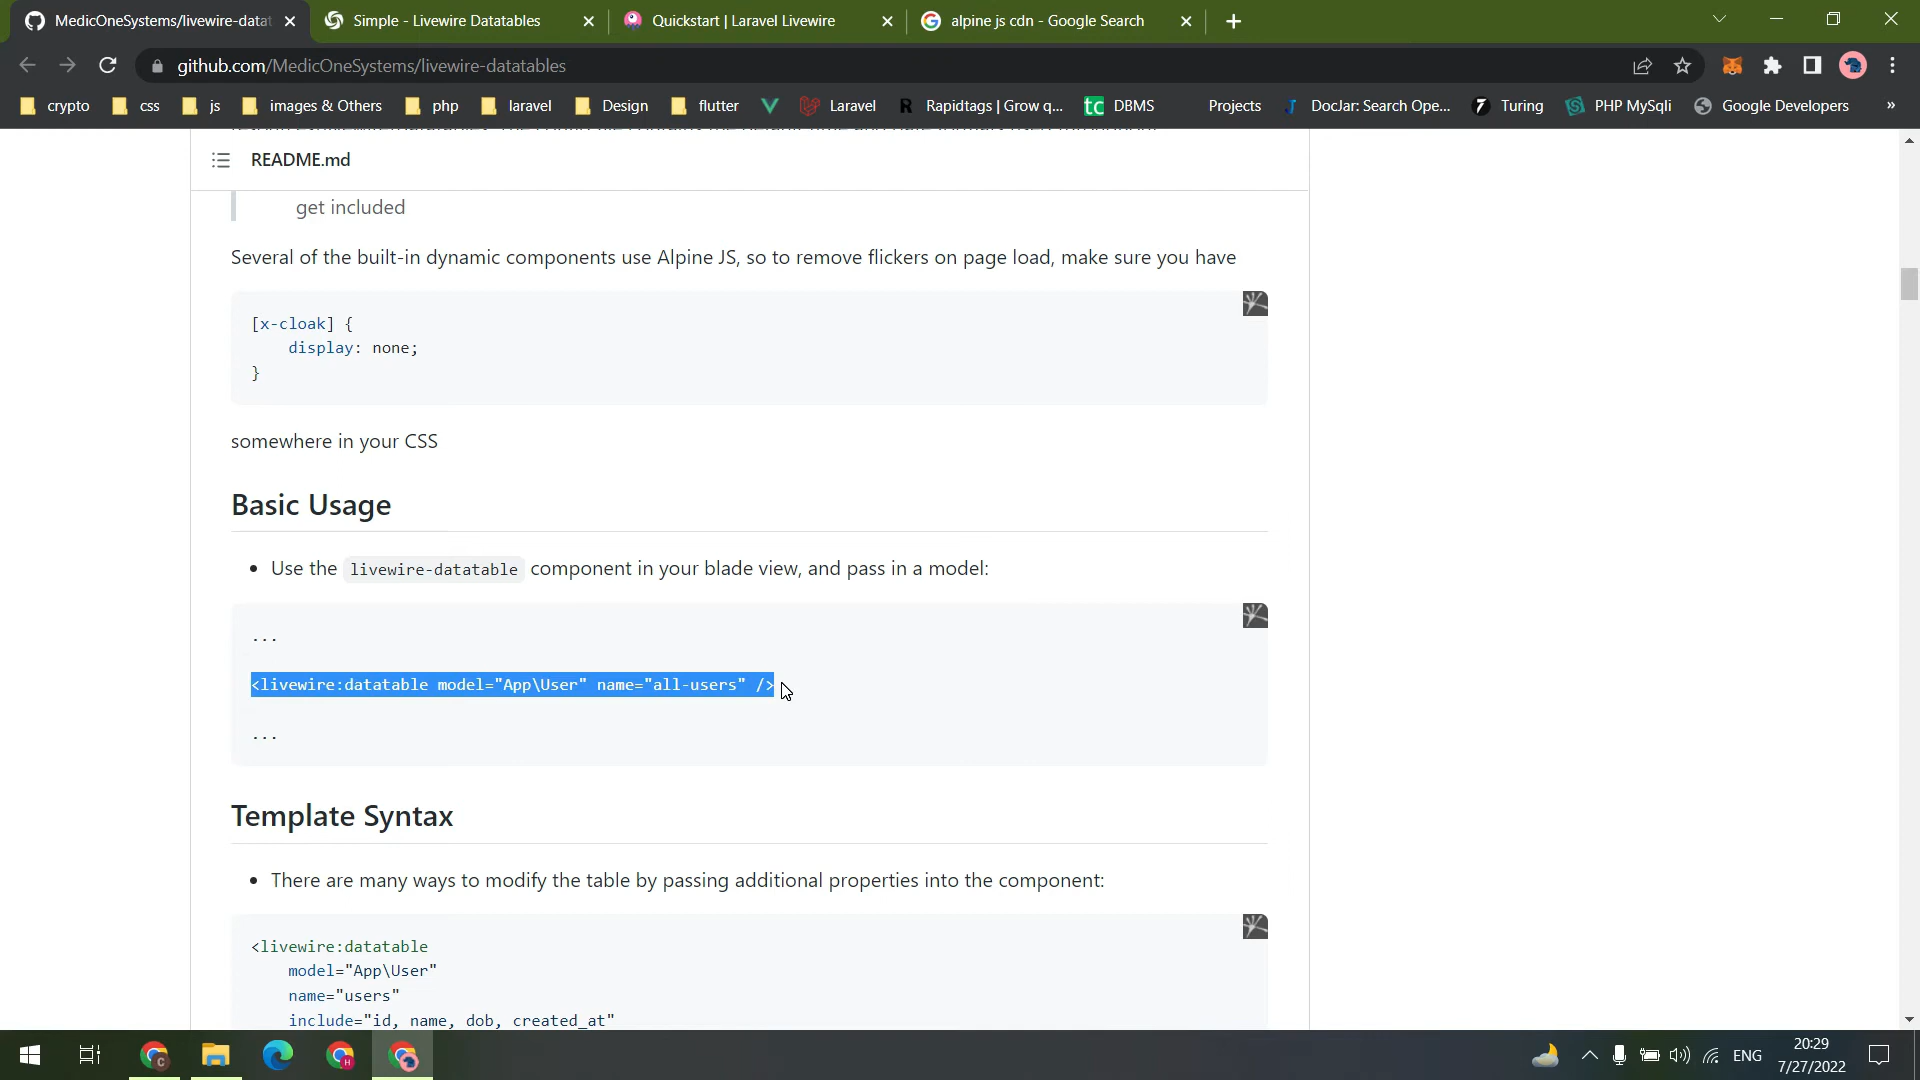 MedicOneSystems/livewire-datat
Simple - Livewire Datatables
Quickstart | Laravel Livewire
alpine js cdn - Google Search
github.com/MedicOneSystems/livewire-datatables
crypto
css
js
images & Others
php
laravel
Design
flutter
Laravel
Rapidtags | Grow q...
tc DBMS
Projects
DocJar: Search Ope...
Turing
PHP MySqli
Google Developers
»
README.md
get included
Several of the built-in dynamic components use Alpine JS, so to remove flickers on page load, make sure you have
[x-cloak] {
display: none;
}
somewhere in your CSS
Basic Usage
• Use the livewire-datatable component in your blade view, and pass in a model:
...
<livewire:datatable model="App\User" name="all-users" />
...
Template Syntax
• There are many ways to modify the table by passing additional properties into the component:
<livewire:datatable
model="App\User"
name="users"
include="id, name, dob, created_at"
ENG
20:29
7/27/2022